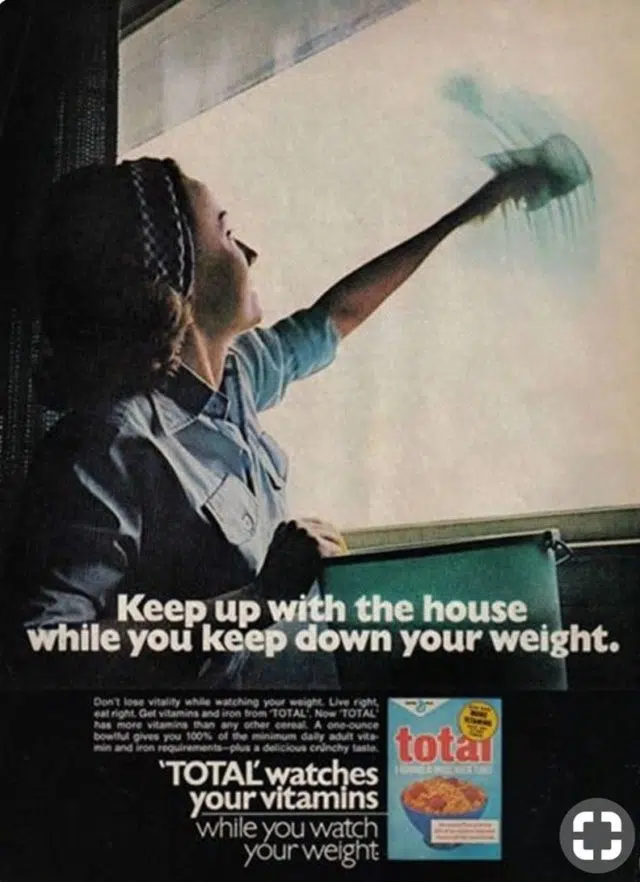 Keep up with the house
while you keep down your weight.
Don't lose vitality while watching your weight. Live right,
eat right. Get vitamins and iron from 'TOTAL'. Now 'TOTAL'
has more vitamins than any other cereal. A one-ounce
bowlful gives you 100% of the minimum daily adult vita-
min and iron requirements—plus a delicious crunchy taste.
'TOTAL' watches
your vitamins
while you watch
your weight.
total